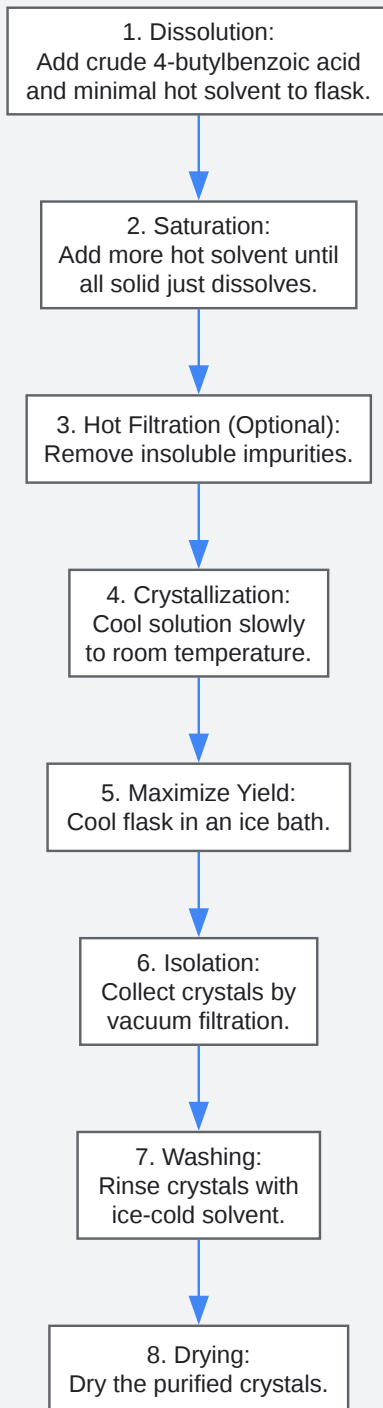 1. Dissolution:
Add crude 4-butylbenzoic acid
and minimal hot solvent to flask.
2. Saturation:
Add more hot solvent until
all solid just dissolves.
3. Hot Filtration (Optional):
Remove insoluble impurities.
4. Crystallization:
Cool solution slowly
to room temperature.
5. Maximize Yield:
Cool flask in an ice bath.
6. Isolation:
Collect crystals by
vacuum filtration.
7. Washing:
Rinse crystals with
ice-cold solvent.
8. Drying:
Dry the purified crystals.